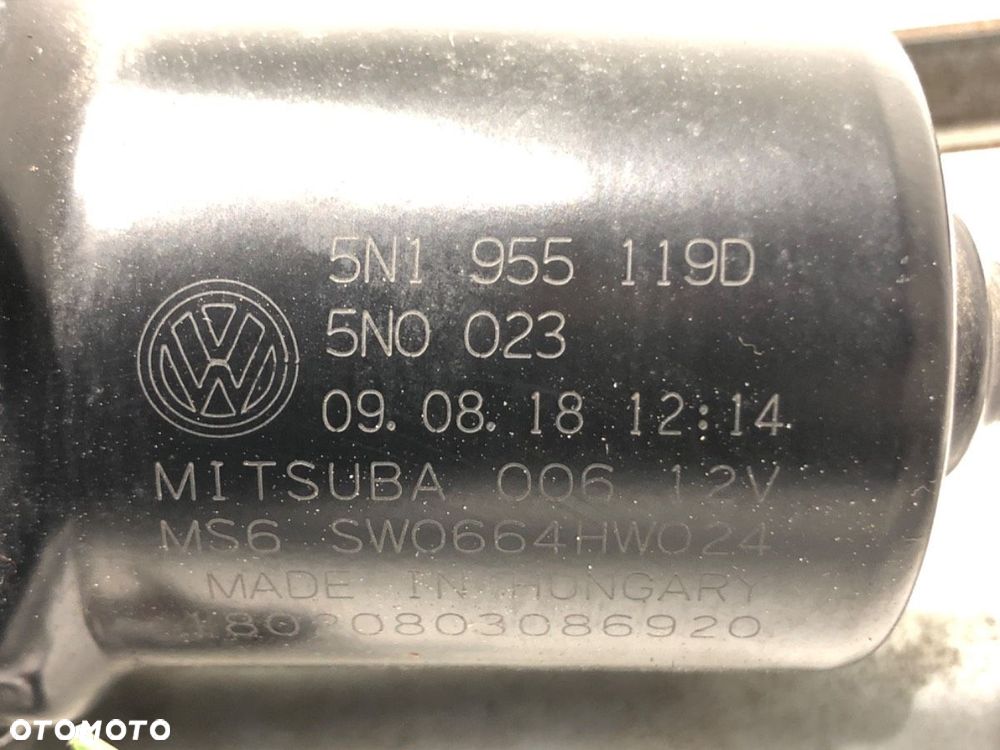 5N1 955 119D
5N0 023
09.08.18 12:14
MITSUBA 006 12V
MS6 SW0664HW024
MADE IN HUNGARY
OTOMOTO